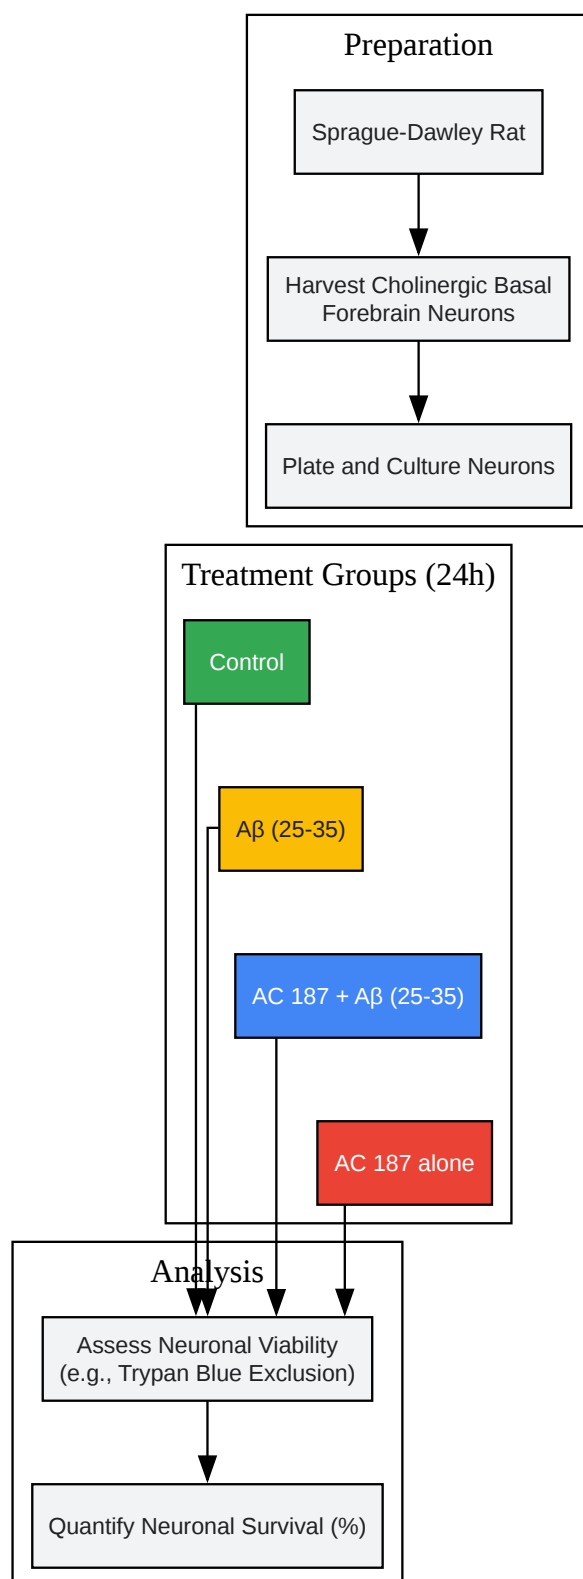 Preparation
Sprague-Dawley Rat
Harvest Cholinergic Basal
Forebrain Neurons
Plate and Culture Neurons
Treatment Groups (24h)
Control
Aβ (25-35)
AC 187 + Aβ (25-35)
AC 187 alone
Analysis
Assess Neuronal Viability
(e.g., Trypan Blue Exclusion)
Quantify Neuronal Survival (%)